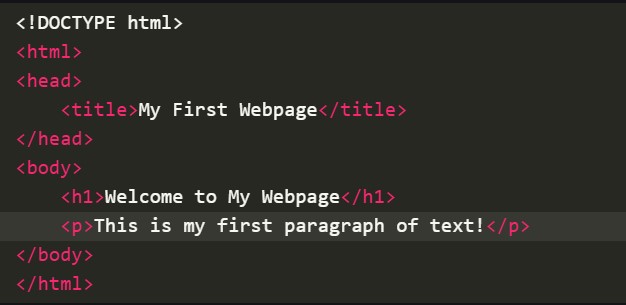 <!DOCTYPE html>
<html>
<head>
    <title>My First Webpage</title>
</head>
<body>
    <h1>Welcome to My Webpage</h1>
    <p>This is my first paragraph of text!</p>
</body>
</html>